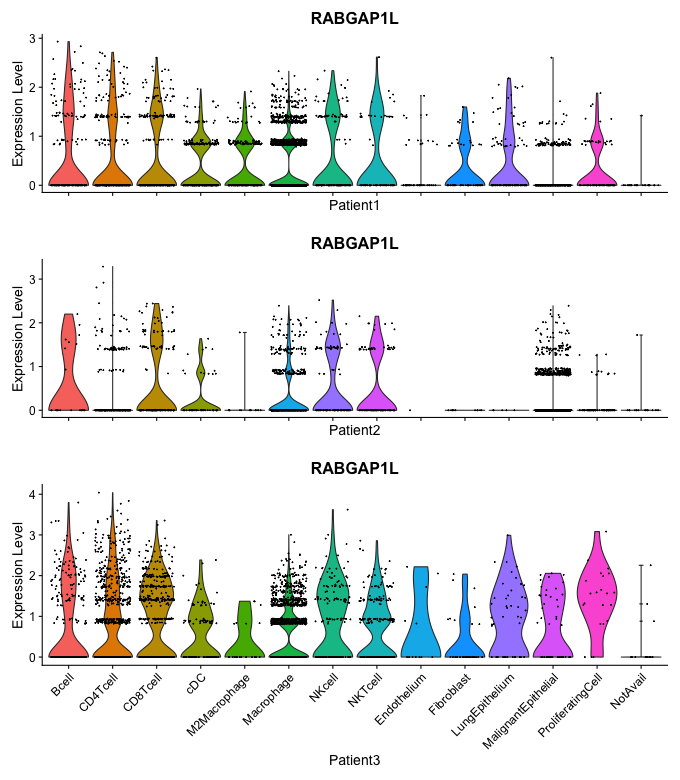 RABGAP1L
Expression Level
3
2
1
0
Patient1
RABGAP1L
Expression Level
3
2
1
0
Patient2
RABGAP1L
Expression Level
4
3
2
1
0
Bcell
CD4Tcell
CD8Tcell
cDC
M2Macrophage
Macrophage
NKcell
NKTcell
Endothelium
Fibroblast
LungEpithelium
MalignantEpithelial
ProliferatingCell
NotAvail
Patient3